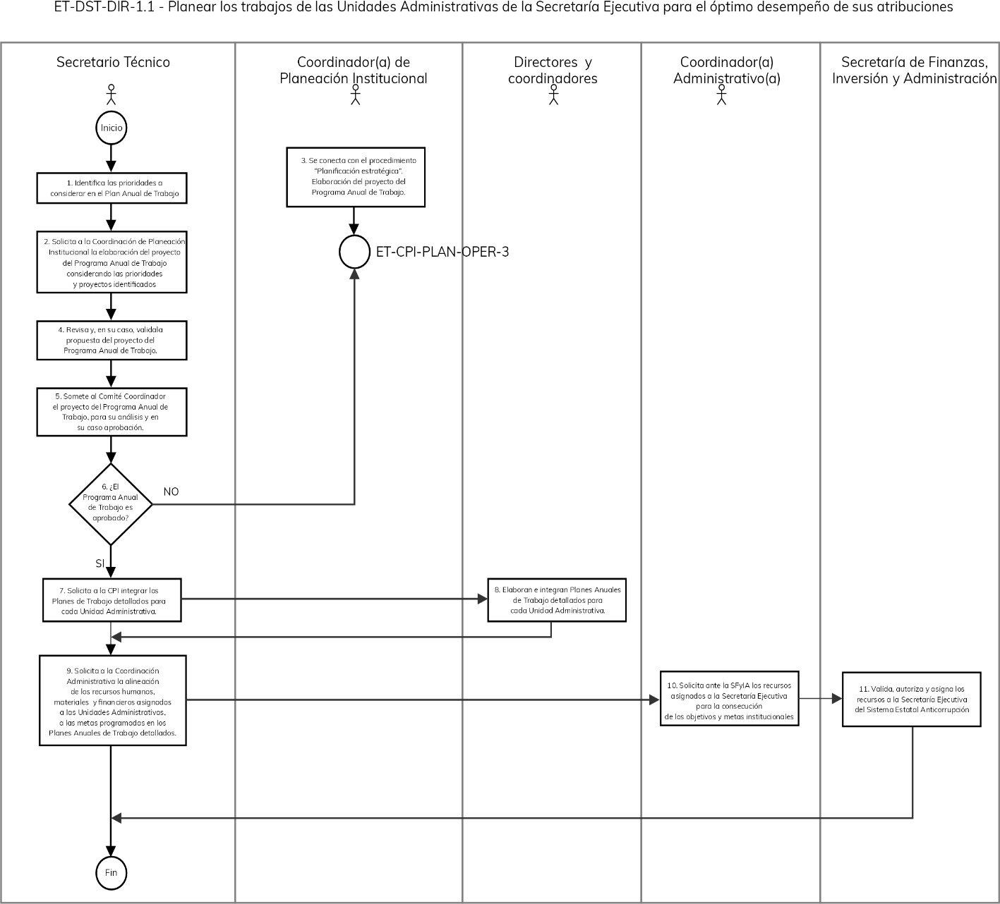 ET-DST-DIR-1.1 - Planear los trabajos de las Unidades Administrativas de la Secretaría Ejecutiva para el óptimo desempeño de sus atribuciones
Secretario Técnico
Coordinador(a) de
Planeación Institucional
Directores y
coordinadores
Coordinador(a)
Administrativo(a)
Secretaría de Finanzas,
Inversión y Administración
Inicio
1. Identifica las prioridades a
considerar en el Plan Anual de Trabajo
2. Solicita a la Coordinación de Planeación
Institucional la elaboración del proyecto
del Programa Anual de Trabajo
considerando las prioridades
y proyectos identificados
3. Se conecta con el procedimiento
“Planificación estratégica”.
Elaboración del proyecto del
Programa Anual de Trabajo.
ET-CPI-PLAN-OPER-3
4. Revisa y, en su caso, validala
propuesta del proyecto del
Programa Anual de Trabajo.
5. Somete al Comité Coordinador
el proyecto del Programa Anual de
Trabajo, para su análisis y en
su caso aprobación.
6. ¿El
Programa Anual
de Trabajo es
aprobado?
NO
SI
7. Solicita a la CPI integrar los
Planes de Trabajo detallados para
cada Unidad Administrativa.
8. Elaboran e integran Planes Anuales
de Trabajo detallados para
cada Unidad Administrativa.
9. Solicita a la Coordinación
Administrativa la alineación
de los recursos humanos,
materiales y financieros asignados
a las Unidades Administrativas,
a las metas programadas en los
Planes Anuales de Trabajo detallados.
10. Solicita ante la SFyIA los recursos
asignados a la Secretaría Ejecutiva
para la consecución
de los objetivos y metas institucionales
11. Valida, autoriza y asigna los
recursos a la Secretaría Ejecutiva
del Sistema Estatal Anticorrupción
Fin